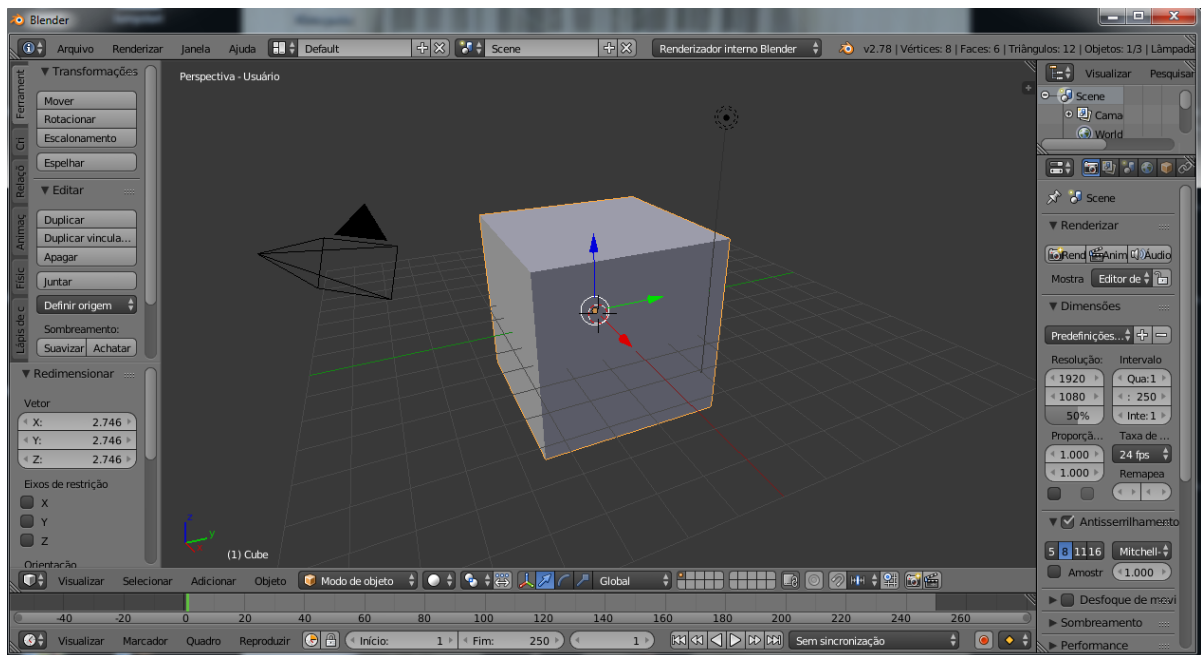 Blender
Arquivo Renderizar Janela Ajuda Default Scene Renderizador interno Blender v2.78 | Vértices: 8 | Faces: 6 | Triângulos: 12 | Objetos: 1/3 | Lâmpada
Ferrament
Cri
Relaçõ
Animaç
Físic
Lápis de c
Transformações
Mover
Rotacionar
Escalonamento
Espelhar
Editar
Duplicar
Duplicar vincula...
Apagar
Juntar
Definir origem
Sombreamento:
Suavizar Achatar
Redimensionar
Vetor
X: 2.746
Y: 2.746
Z: 2.746
Eixos de restrição
X
Y
Z
Orientação
Perspectiva - Usuário
z
y
x
(1) Cube
Visualizar Pesquisar
Scene
Cama
World
Scene
Renderizar
Rend Anim Áudio
Mostra Editor de
Dimensões
Predefinições...
Resolução: Intervalo
1920 Qua:1
1080 : 250
50% Inte: 1
Proporçã... Taxa de ...
1.000 24 fps
1.000 Remapea
Antisserrilhamento
5 8 11 16 Mitchell-
Amostr 1.000
Desfoque de movi
Sombreamento
Performance
Visualizar Selecionar Adicionar Objeto Modo de objeto Global
-40 -20 0 20 40 60 80 100 120 140 160 180 200 220 240 260
Visualizar Marcador Quadro Reproduzir Início: 1 Fim: 250 1 Sem sincronização